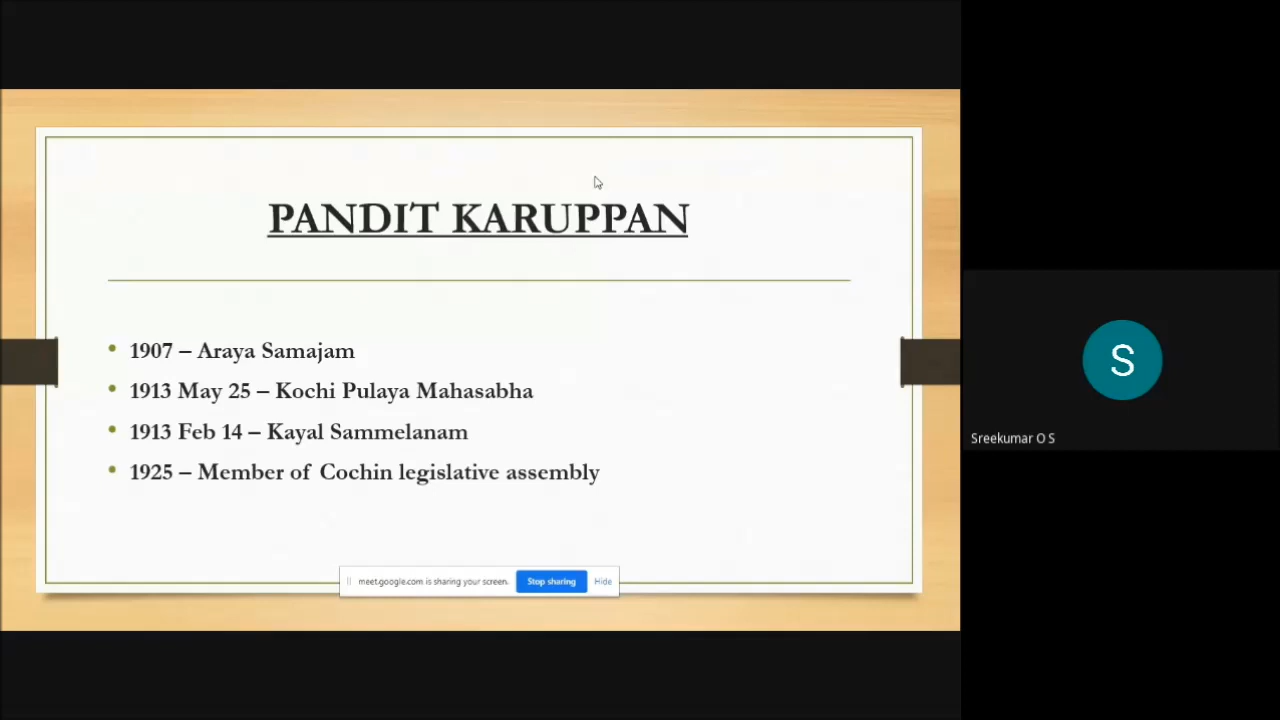 PANDIT KARUPPAN
• 1907 – Araya Samajam
• 1913 May 25 – Kochi Pulaya Mahasabha
• 1913 Feb 14 – Kayal Sammelanam
• 1925 – Member of Cochin legislative assembly
meet.google.com is sharing your screen. Stop sharing Hide
S
Sreekumar O S